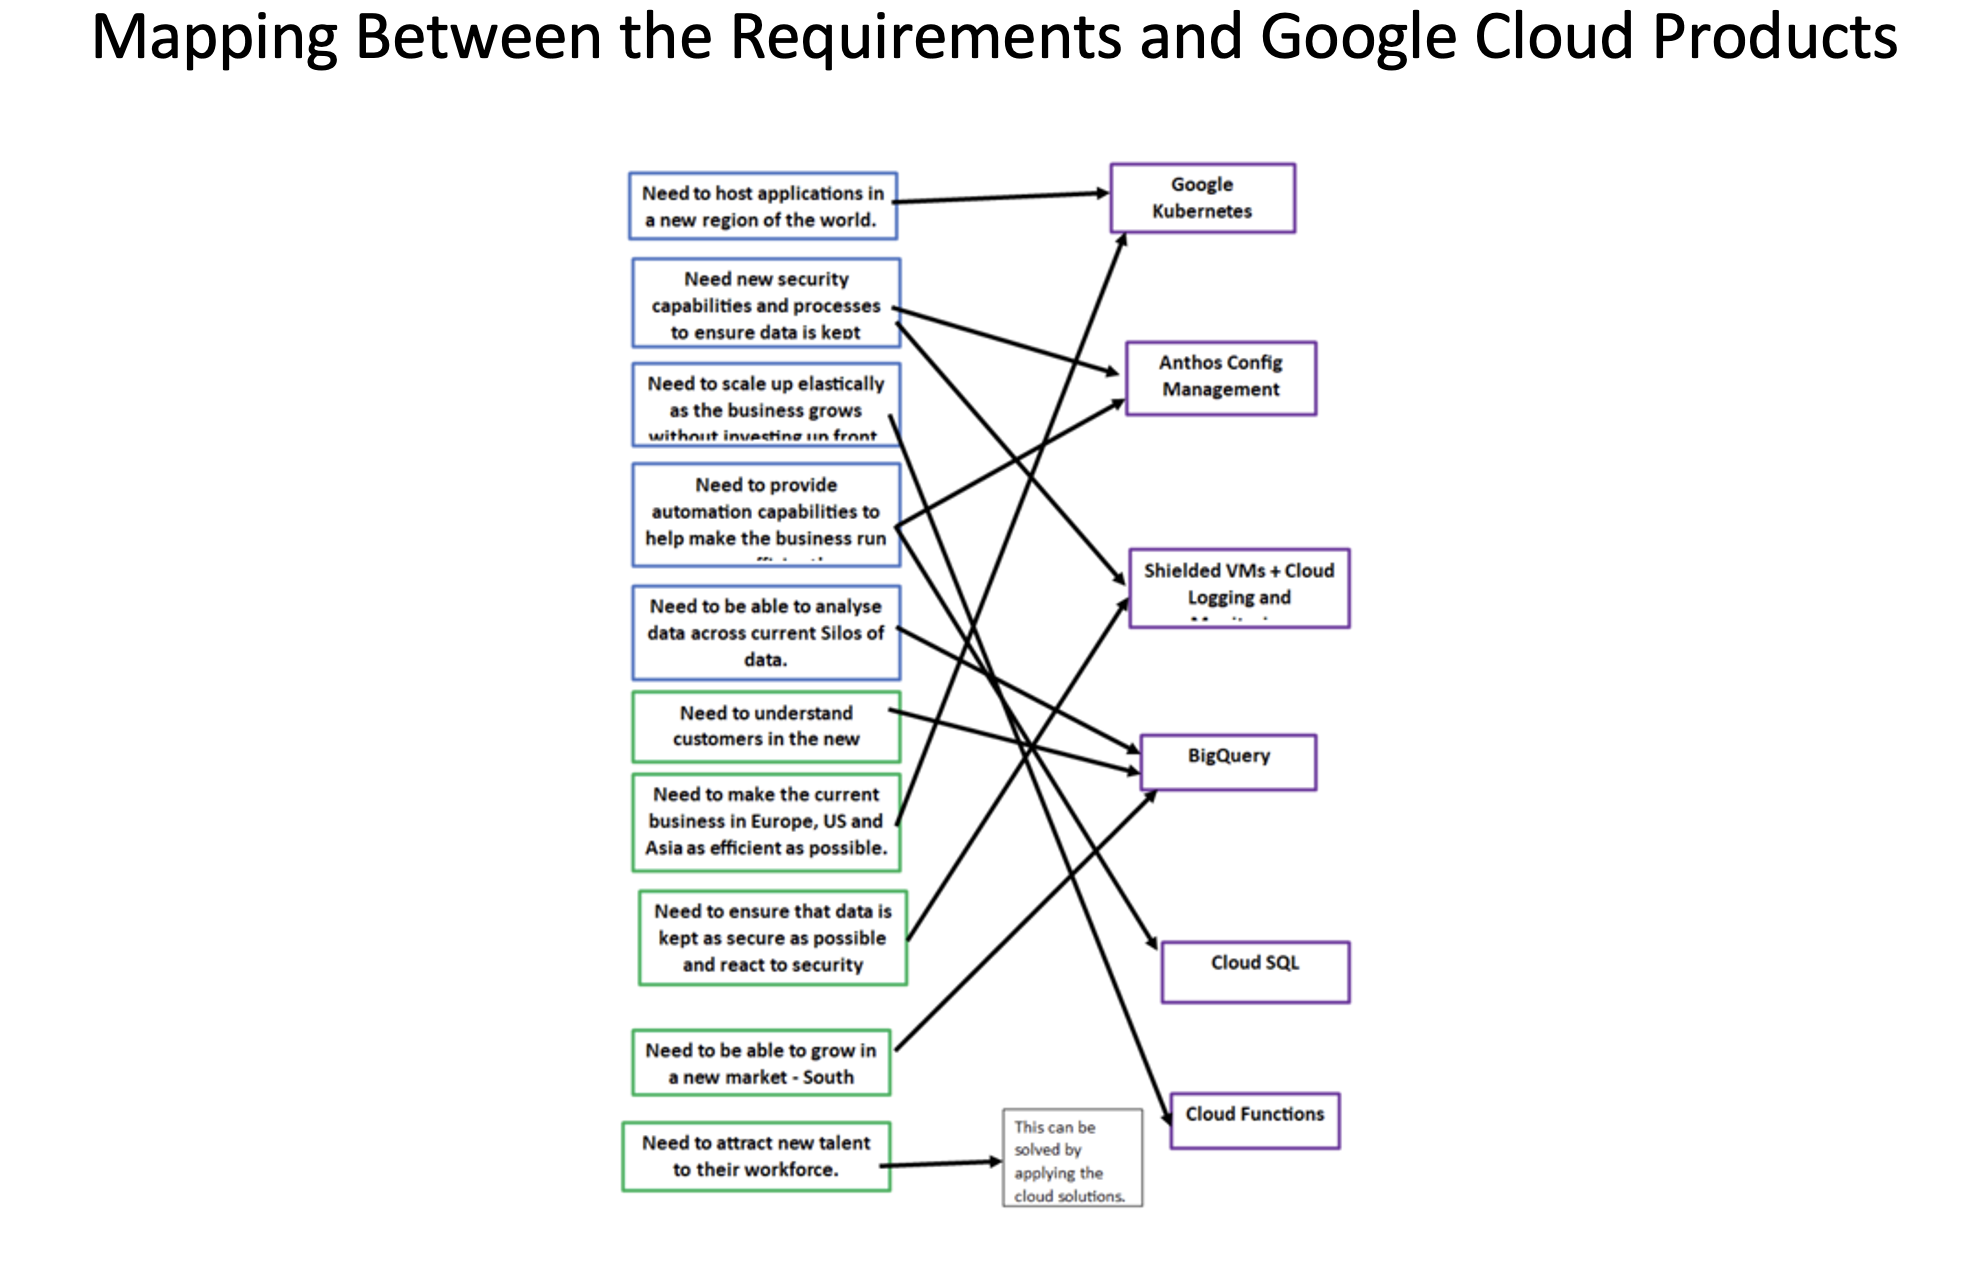 Mapping Between the Requirements and Google Cloud Products
Need to host applications in
a new region of the world.
Need new security
capabilities and processes
to ensure data is kept
Need to scale up elastically
as the business grows
without investing up front
Need to provide
automation capabilities to
help make the business run
Need to be able to analyse
data across current Silos of
data.
Need to understand
customers in the new
Need to make the current
business in Europe, US and
Asia as efficient as possible.
Need to ensure that data is
kept as secure as possible
and react to security
Need to be able to grow in
a new market - South
Need to attract new talent
to their workforce.
This can be
solved by
applying the
cloud solutions.
Google
Kubernetes
Anthos Config
Management
Shielded VMs + Cloud
Logging and
BigQuery
Cloud SQL
Cloud Functions